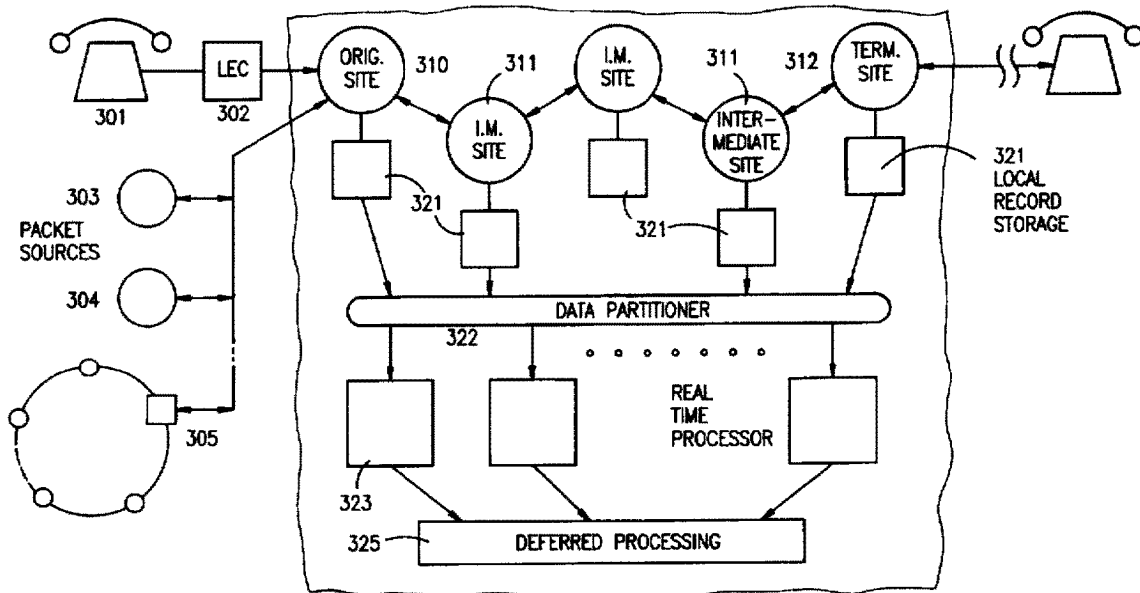 LEC
301
302
ORIG.
SITE
310
311
I.M.
SITE
I.M.
SITE
311
INTER-
MEDIATE
SITE
312
TERM.
SITE
303
PACKET
SOURCES
304
305
321
321
321
LOCAL
RECORD
STORAGE
DATA PARTITIONER
322
REAL
TIME
PROCESSOR
323
325
DEFERRED PROCESSING